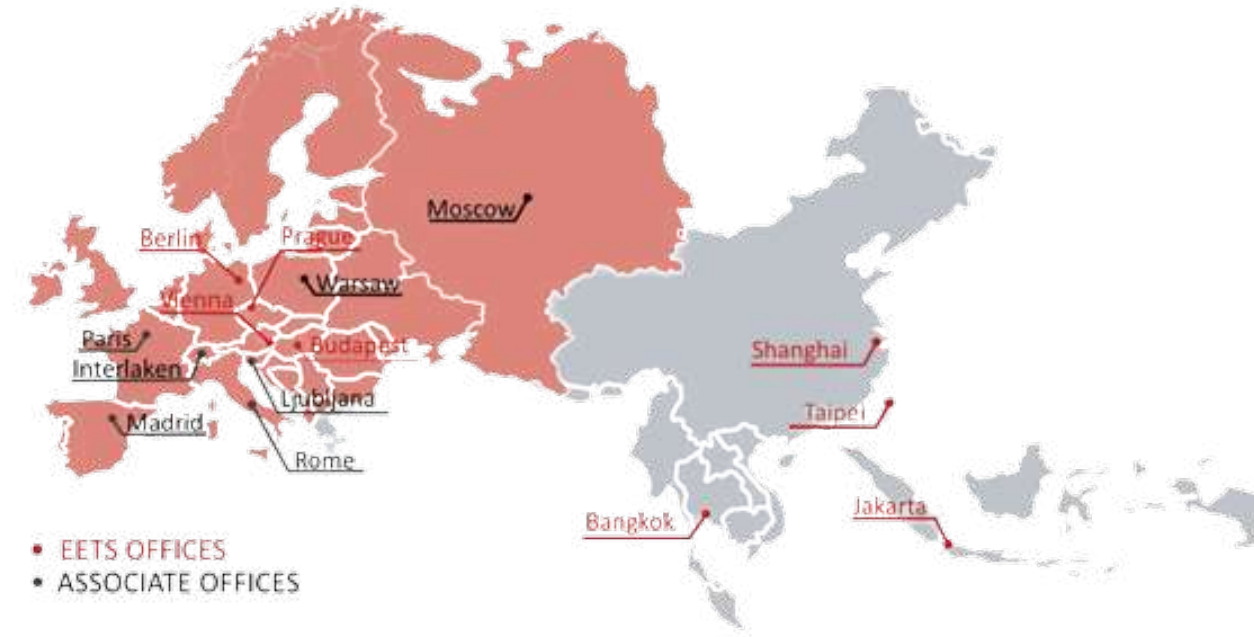 Moscow
Berlin
Prague
Warsaw
Vienna
Paris
Budapest
Interlaken
Ljubljana
Madrid
Rome
Shanghai
Taipei
Bangkok
Jakarta
EETS OFFICES
ASSOCIATE OFFICES